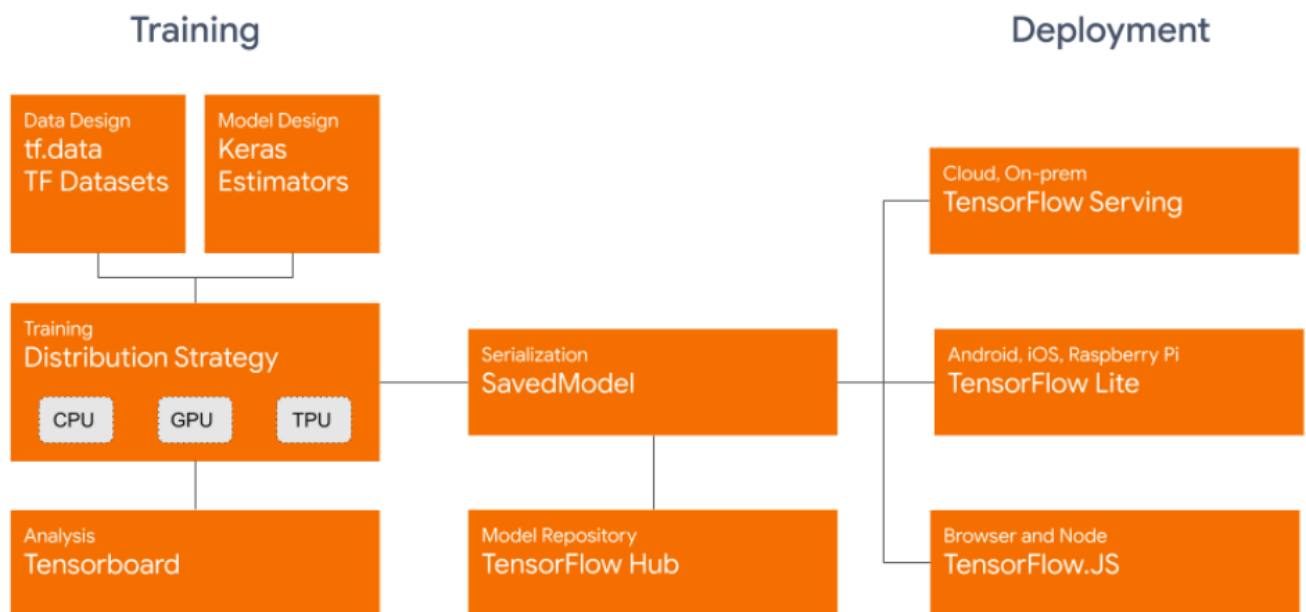 Training
Deployment
Data Design
tf.data
TF Datasets
Model Design
Keras
Estimators
Cloud, On-prem
TensorFlow Serving
Training
Distribution Strategy
CPU
GPU
TPU
Serialization
SavedModel
Android, iOS, Raspberry Pi
TensorFlow Lite
Analysis
Tensorboard
Model Repository
TensorFlow Hub
Browser and Node
TensorFlow.JS